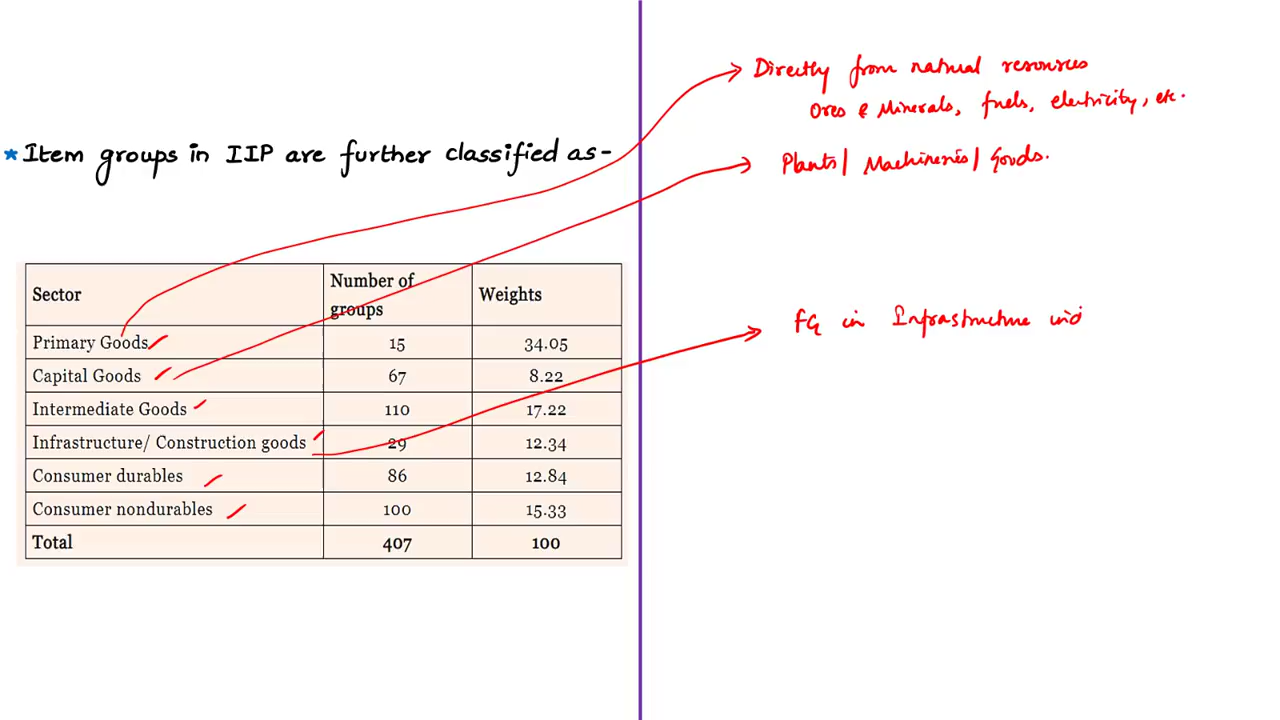 * Item groups in IIP are further classified as-
Sector Number of groups Weights
Primary Goods 15 34.05
Capital Goods 67 8.22
Intermediate Goods 110 17.22
Infrastructure/ Construction goods 29 12.34
Consumer durables 86 12.84
Consumer nondurables 100 15.33
Total 407 100
Directly from natural resources
Ores & Minerals, fuels, electricity, etc.
Plants/ Machineries/ Goods.
FG in Infrastructure